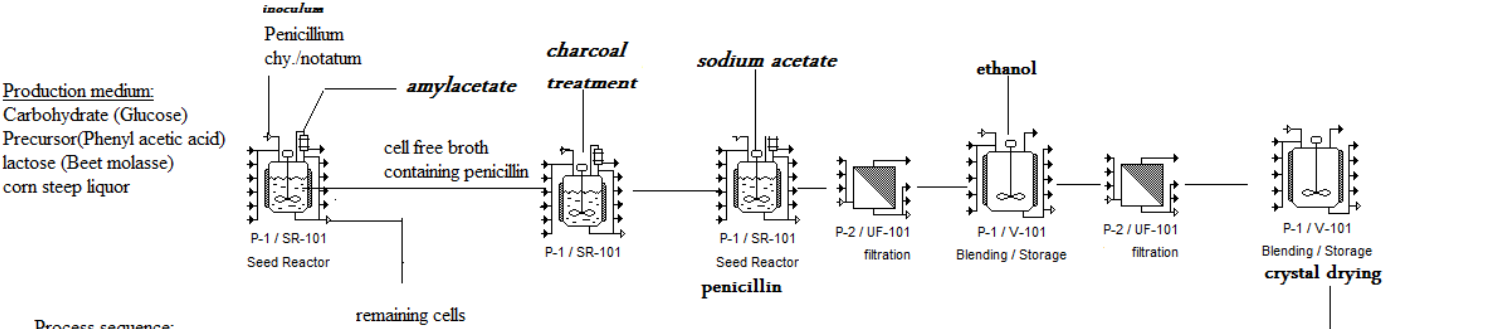 inoculum
Penicillium
chy./notatum
Production medium:
Carbohydrate (Glucose)
Precursor(Phenyl acetic acid)
lactose (Beet molasse)
corn steep liquor
amylacetate
cell free broth
containing penicillin
charcoal
treatment
sodium acetate
ethanol
P-1 / SR-101
Seed Reactor
P-1 / SR-101
P-1 / SR-101
Seed Reactor
penicillin
P-2 / UF-101
filtration
P-1 / V-101
Blending / Storage
P-2 / UF-101
filtration
P-1 / V-101
Blending / Storage
crystal drying
remaining cells
Process sequence: